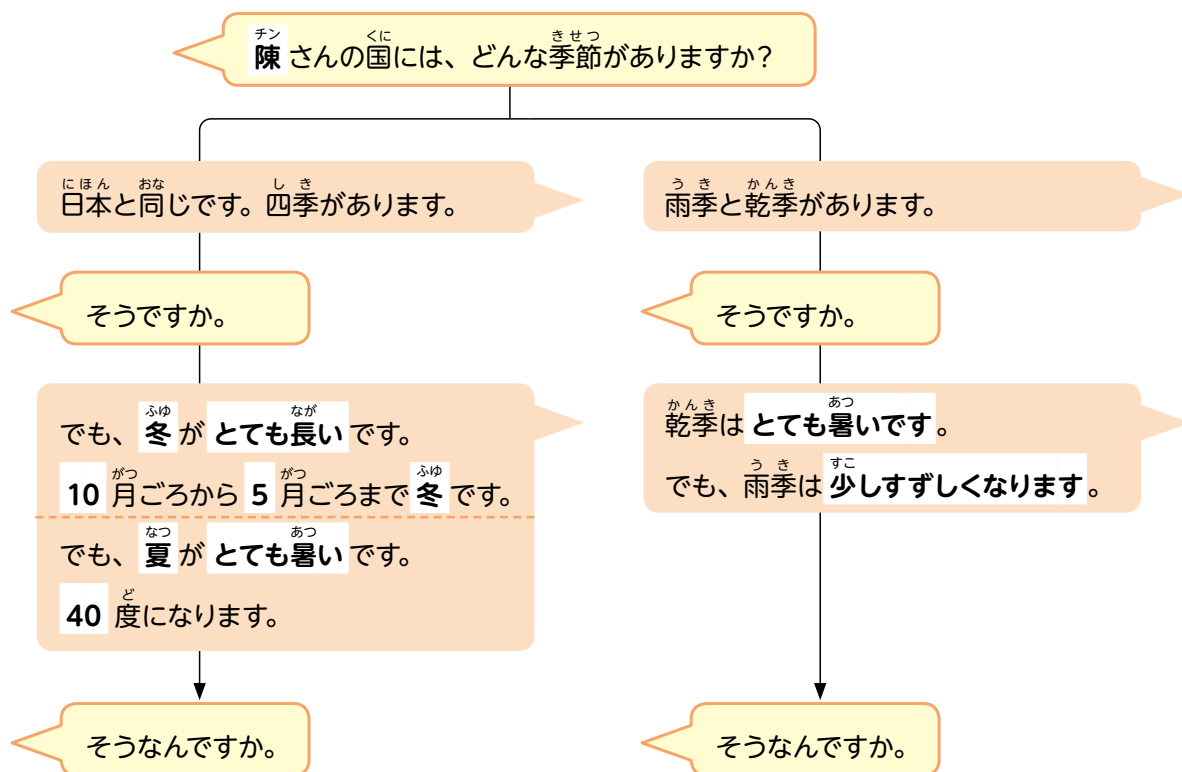 陳さんの国には、どんな季節がありますか？
日本と同じです。四季があります。
そうですか。
でも、冬がとても長いです。
10月ごろから5月ごろまで冬です。
でも、夏がとても暑いです。
40度になります。
そうなんですか。
雨季と乾季があります。
そうですか。
乾季はとても暑いです。
でも、雨季は少しすずしくなります。
そうなんですか。